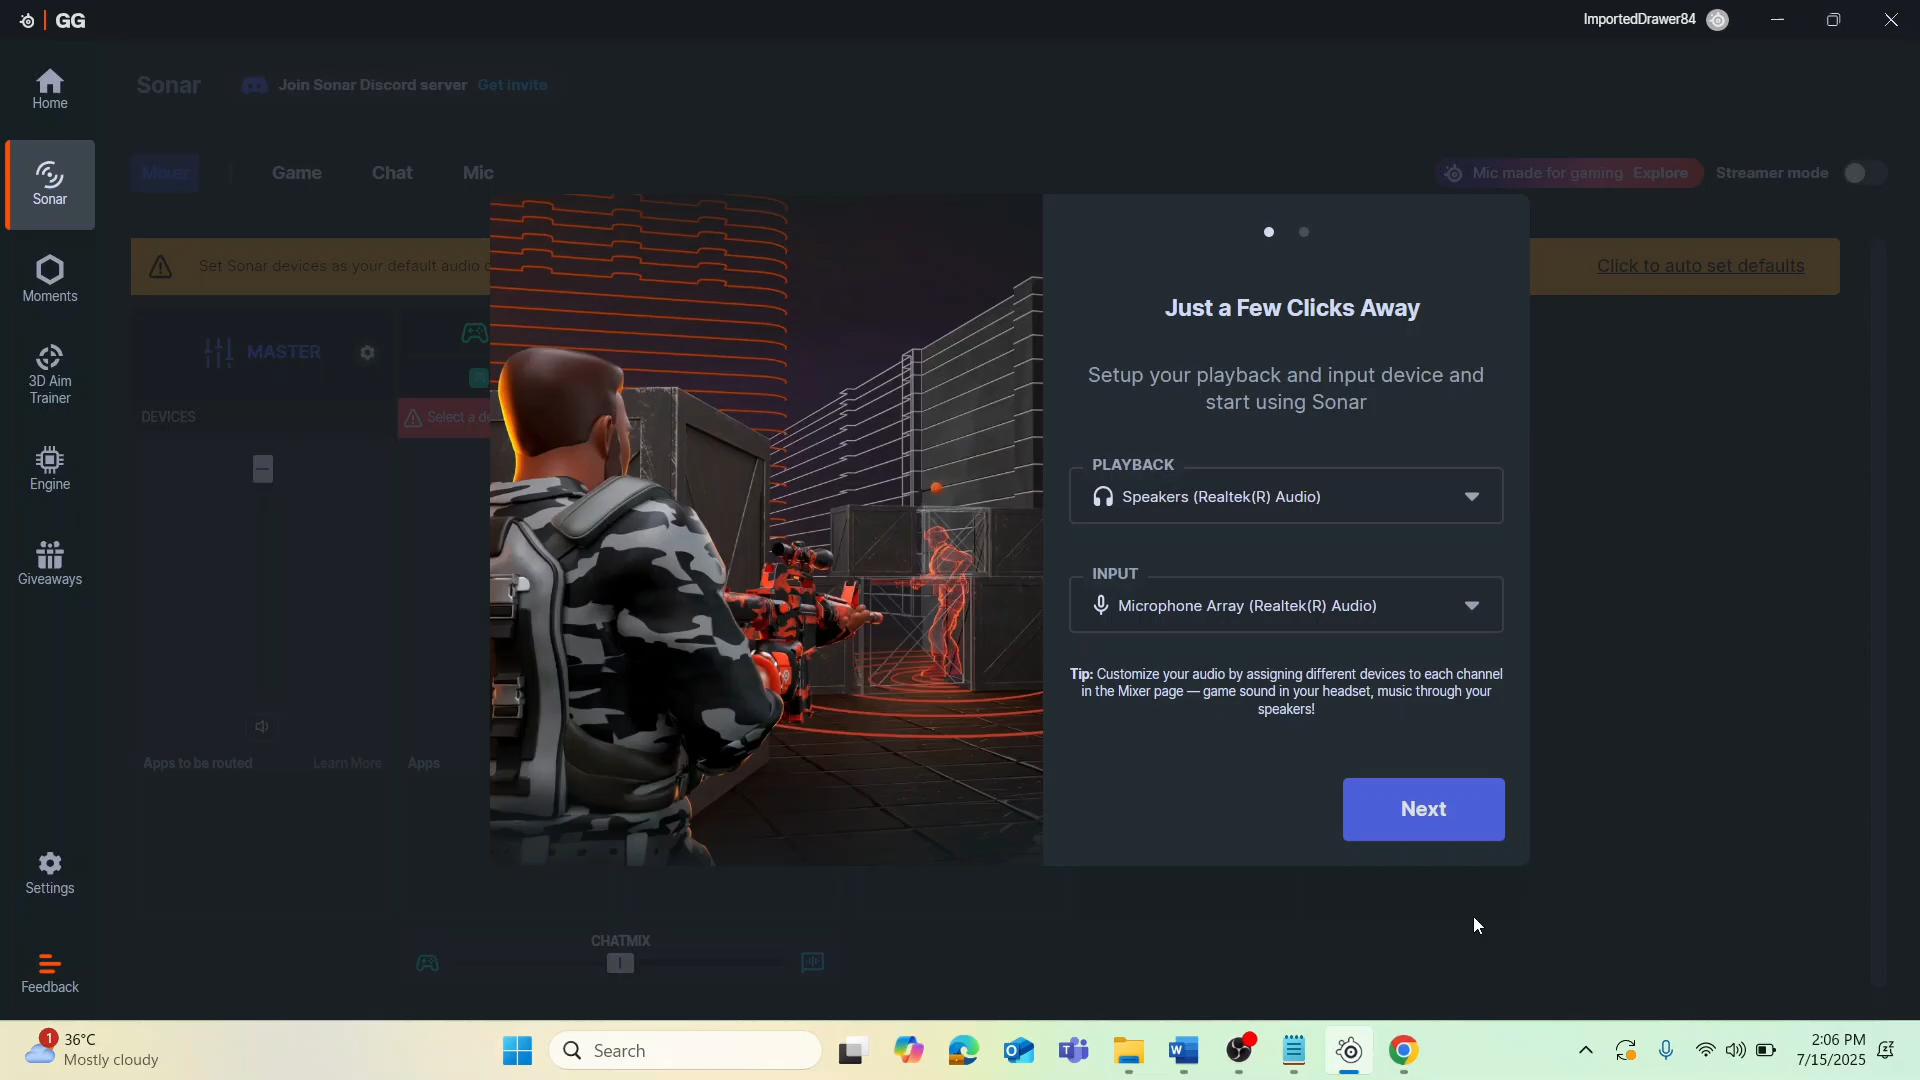 GG
ImportedDrawer84
Home
Sonar
Moments
3D Aim
Trainer
Engine
Giveaways
Settings
Feedback
Sonar
Join Sonar Discord server Get invite
Mixer
Game
Chat
Mic
Mic made for gaming Explore
Streamer mode
Set Sonar devices as your default audio
Click to auto set defaults
MASTER
DEVICES
Select a de
Apps to be routed
Learn More
Apps
CHATMIX
Just a Few Clicks Away
Setup your playback and input device and
start using Sonar
PLAYBACK
Speakers (Realtek(R) Audio)
INPUT
Microphone Array (Realtek(R) Audio)
Tip: Customize your audio by assigning different devices to each channel
in the Mixer page — game sound in your headset, music through your
speakers!
Next
1
36°C
Mostly cloudy
Search
2:06 PM
7/15/2025